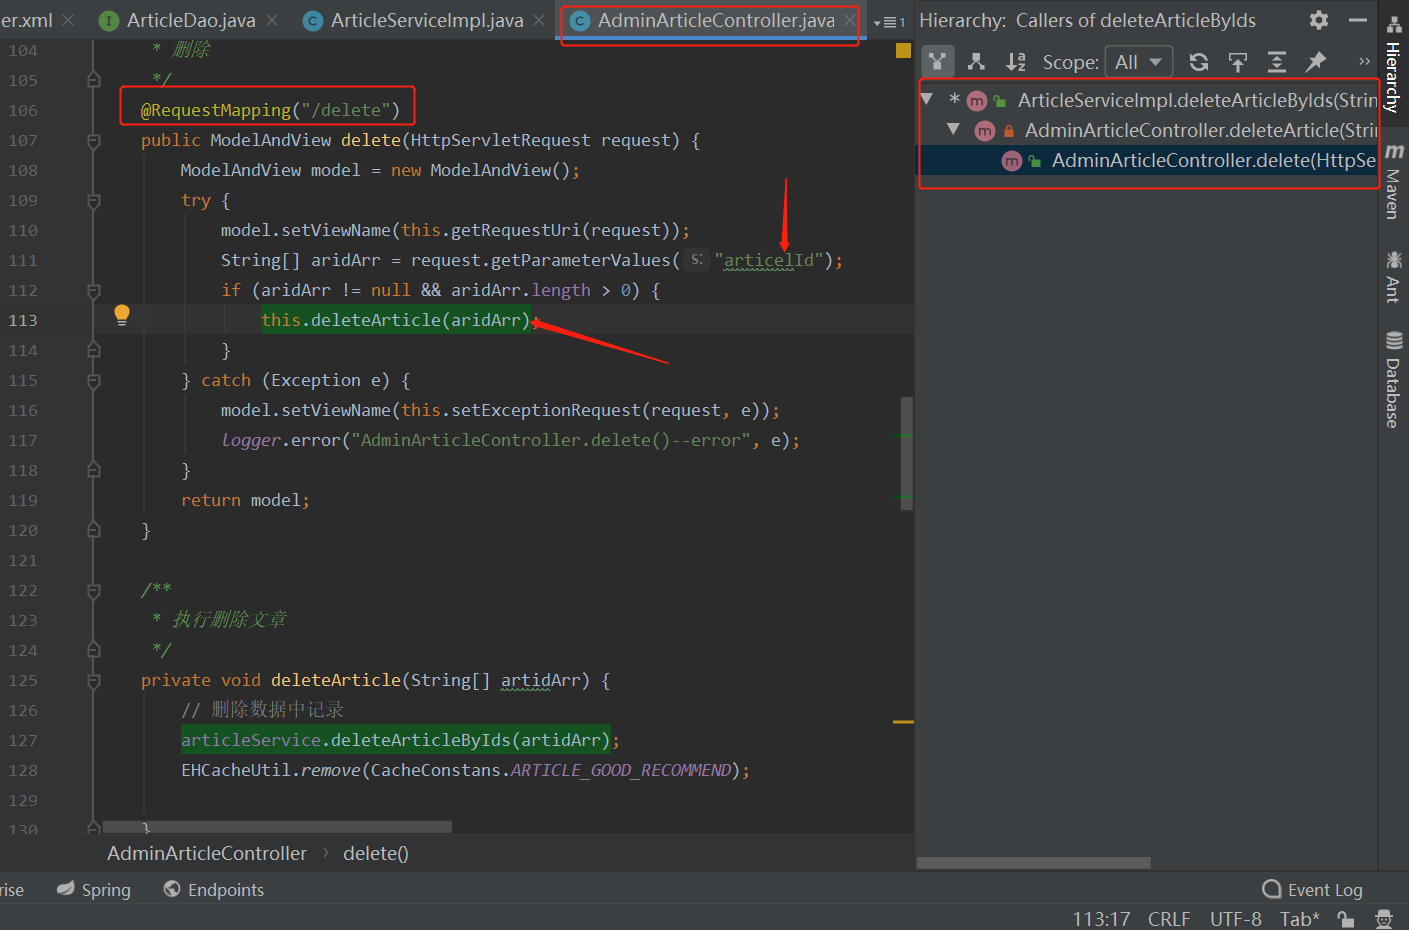 er.xml ArticleDao.java ArticleServiceImpl.java AdminArticleController.java 1
Hierarchy: Callers of deleteArticleByIds
Scope: All
* ArticleServiceImpl.deleteArticleByIds(Strin
AdminArticleController.deleteArticle(Stri
AdminArticleController.delete(HttpSe
Hierarchy
Maven
Ant
Database
104 * 删除
105 */
106 @RequestMapping("/delete")
107 public ModelAndView delete(HttpServletRequest request) {
108 ModelAndView model = new ModelAndView();
109 try {
110 model.setViewName(this.getRequestUri(request));
111 String[] aridArr = request.getParameterValues( s: "articelId");
112 if (aridArr != null && aridArr.length > 0) {
113 this.deleteArticle(aridArr);
114 }
115 } catch (Exception e) {
116 model.setViewName(this.setExceptionRequest(request, e));
117 logger.error("AdminArticleController.delete()--error", e);
118 }
119 return model;
120 }
121
122 /**
123 * 执行删除文章
124 */
125 private void deleteArticle(String[] artidArr) {
126 // 删除数据中记录
127 articleService.deleteArticleByIds(artidArr);
128 EHCacheUtil.remove(CacheConstans.ARTICLE_GOOD_RECOMMEND);
129
130 }
AdminArticleController › delete()
rise Spring Endpoints Event Log
113:17 CRLF UTF-8 Tab*